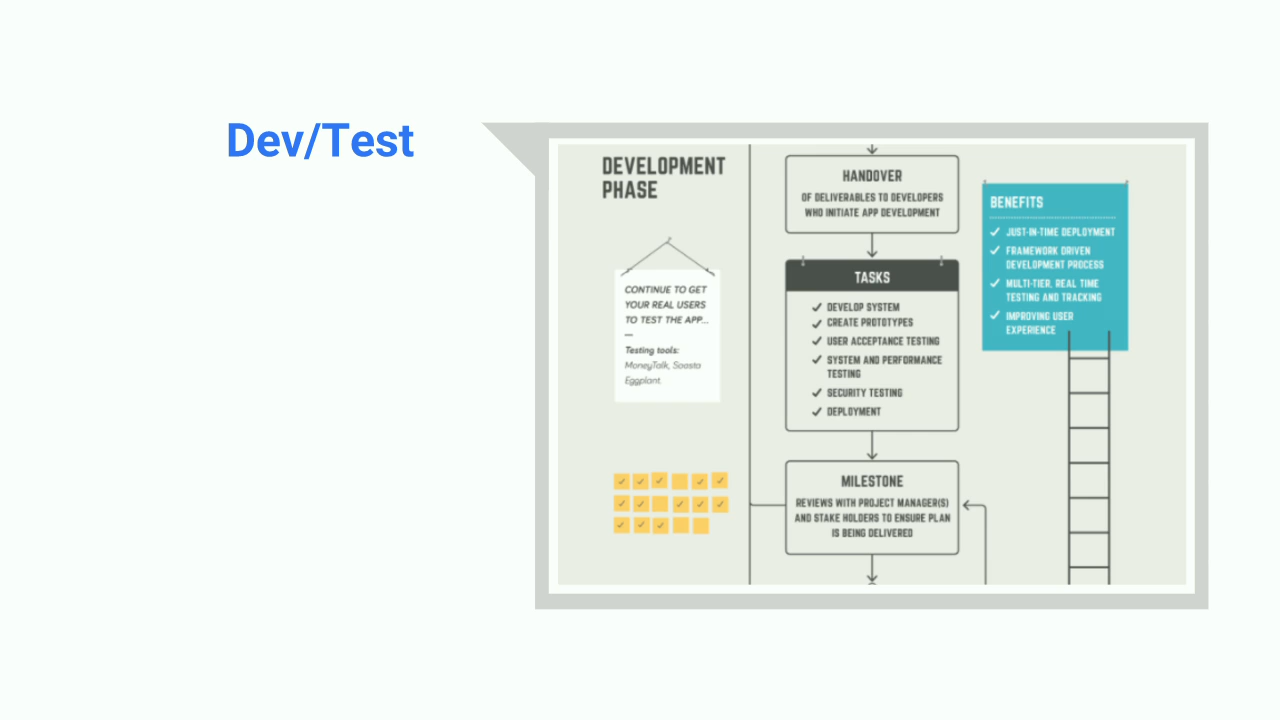 Dev/Test
DEVELOPMENT
PHASE
CONTINUE TO GET
YOUR REAL USERS
TO TEST THE APP...
—
Testing tools:
MoneyTalk, Soasta
Eggplant.
HANDOVER
OF DELIVERABLES TO DEVELOPERS
WHO INITIATE APP DEVELOPMENT
TASKS
DEVELOP SYSTEM
CREATE PROTOTYPES
USER ACCEPTANCE TESTING
SYSTEM AND PERFORMANCE
TESTING
SECURITY TESTING
DEPLOYMENT
MILESTONE
REVIEWS WITH PROJECT MANAGER(S)
AND STAKE HOLDERS TO ENSURE PLAN
IS BEING DELIVERED
BENEFITS
JUST-IN-TIME DEPLOYMENT
FRAMEWORK DRIVEN
DEVELOPMENT PROCESS
MULTI-TIER, REAL TIME
TESTING AND TRACKING
IMPROVING USER
EXPERIENCE